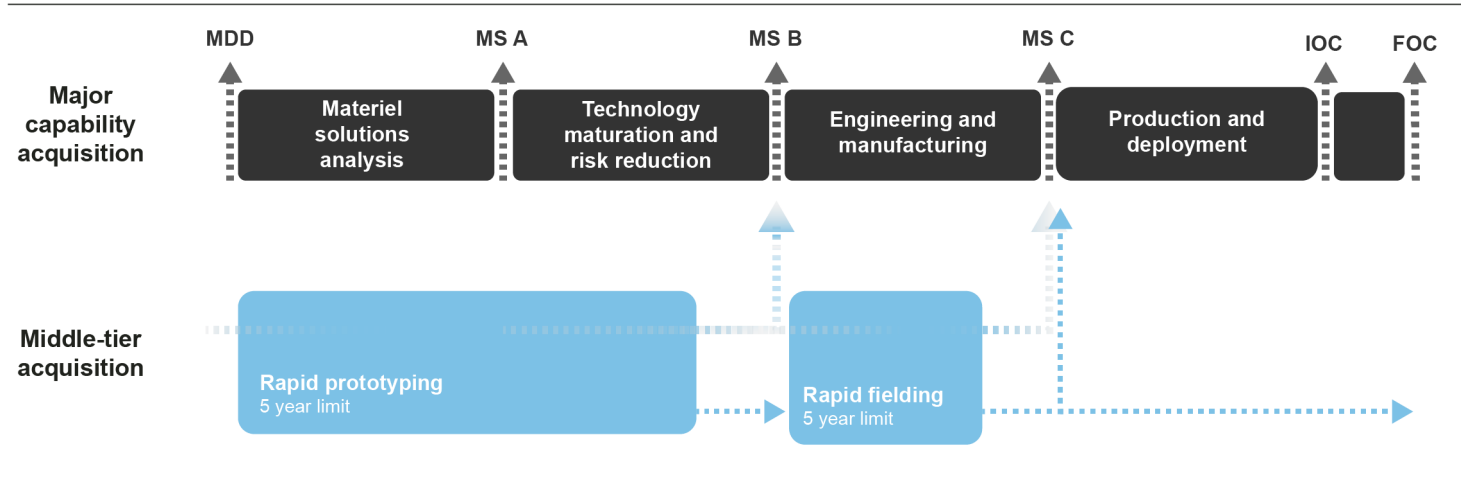 MDD
MS A
MS B
MS C
IOC
FOC
Major
capability
acquisition
Materiel
solutions
analysis
Technology
maturation and
risk reduction
Engineering and
manufacturing
Production and
deployment
Middle-tier
acquisition
Rapid prototyping
5 year limit
Rapid fielding
5 year limit